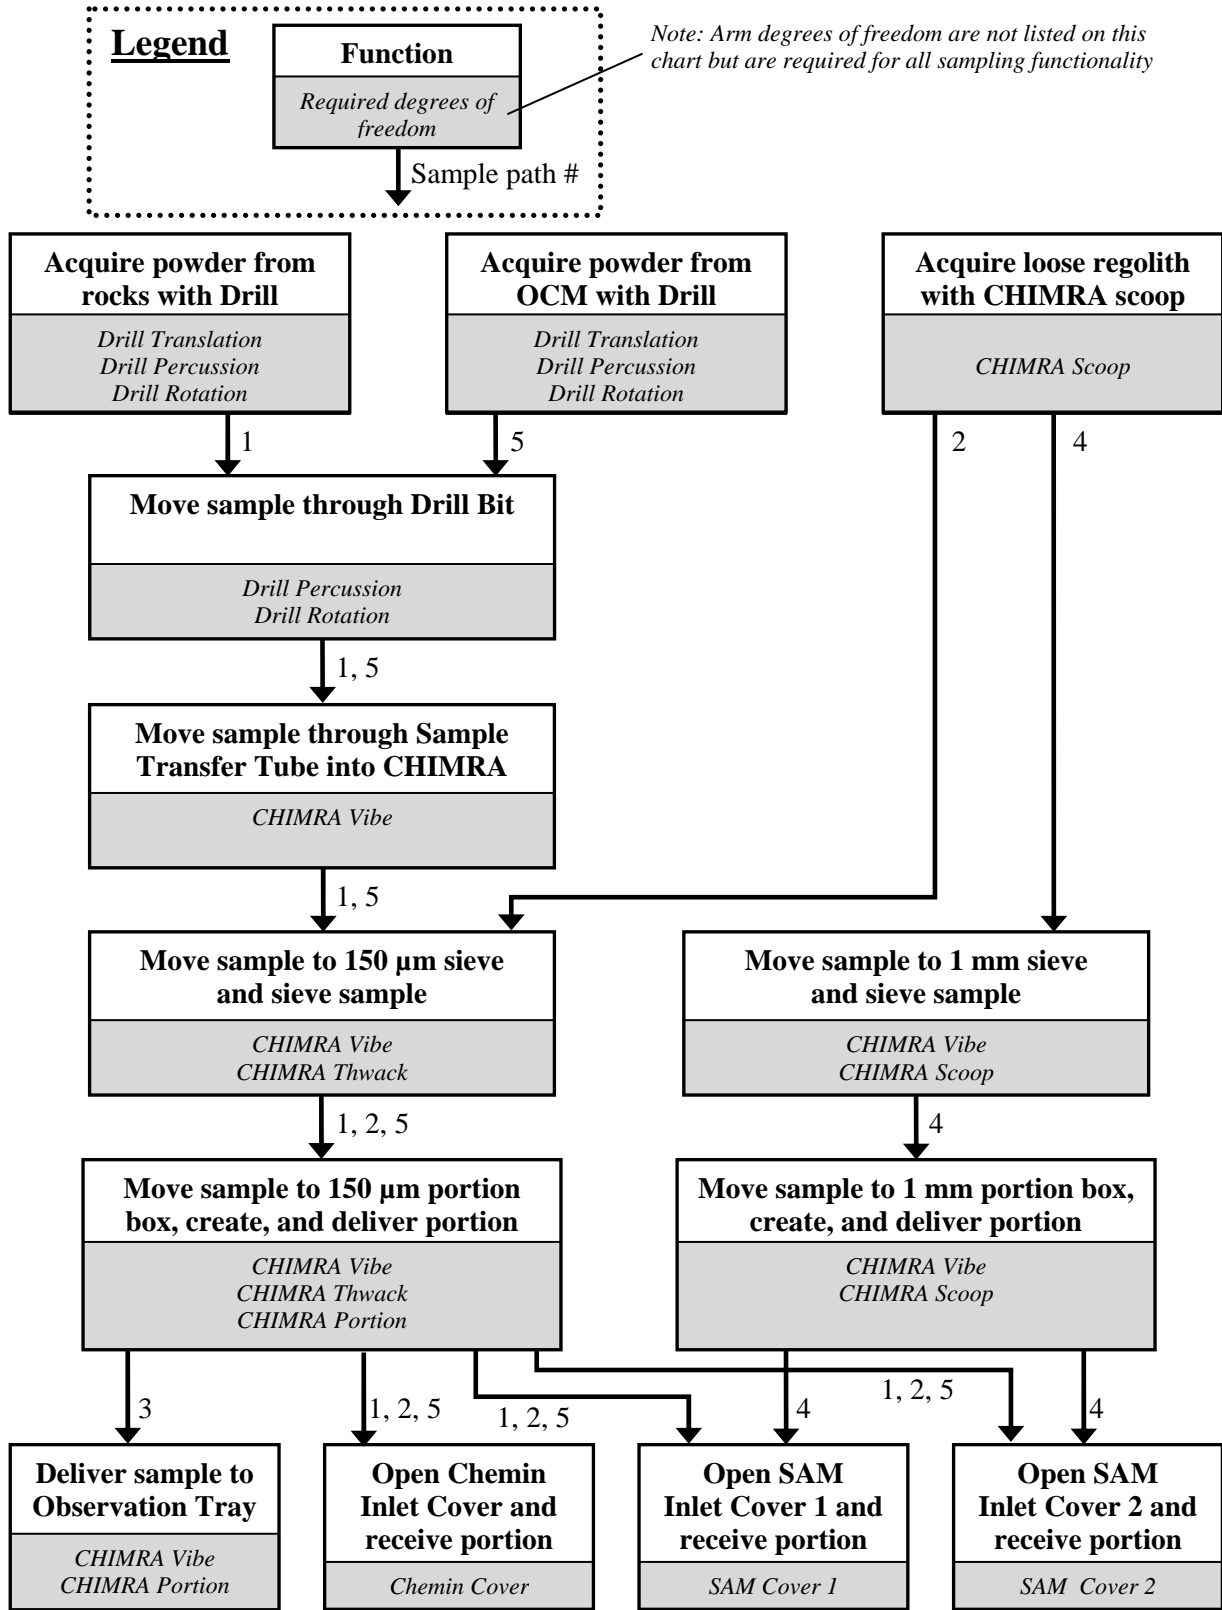 Legend
Function
Required degrees of
freedom
Sample path #
Note: Arm degrees of freedom are not listed on this
chart but are required for all sampling functionality
Acquire powder from
rocks with Drill
Drill Translation
Drill Percussion
Drill Rotation
Acquire powder from
OCM with Drill
Drill Translation
Drill Percussion
Drill Rotation
Acquire loose regolith
with CHIMRA scoop
CHIMRA Scoop
1
5
2
4
Move sample through Drill Bit
Drill Percussion
Drill Rotation
1, 5
Move sample through Sample
Transfer Tube into CHIMRA
CHIMRA Vibe
1, 5
Move sample to 150 µm sieve
and sieve sample
CHIMRA Vibe
CHIMRA Thwack
Move sample to 1 mm sieve
and sieve sample
CHIMRA Vibe
CHIMRA Scoop
1, 2, 5
4
Move sample to 150 µm portion
box, create, and deliver portion
CHIMRA Vibe
CHIMRA Thwack
CHIMRA Portion
Move sample to 1 mm portion box,
create, and deliver portion
CHIMRA Vibe
CHIMRA Scoop
3
1, 2, 5
1, 2, 5
4
1, 2, 5
4
Deliver sample to
Observation Tray
CHIMRA Vibe
CHIMRA Portion
Open Chemin
Inlet Cover and
receive portion
Chemin Cover
Open SAM
Inlet Cover 1 and
receive portion
SAM Cover 1
Open SAM
Inlet Cover 2 and
receive portion
SAM Cover 2